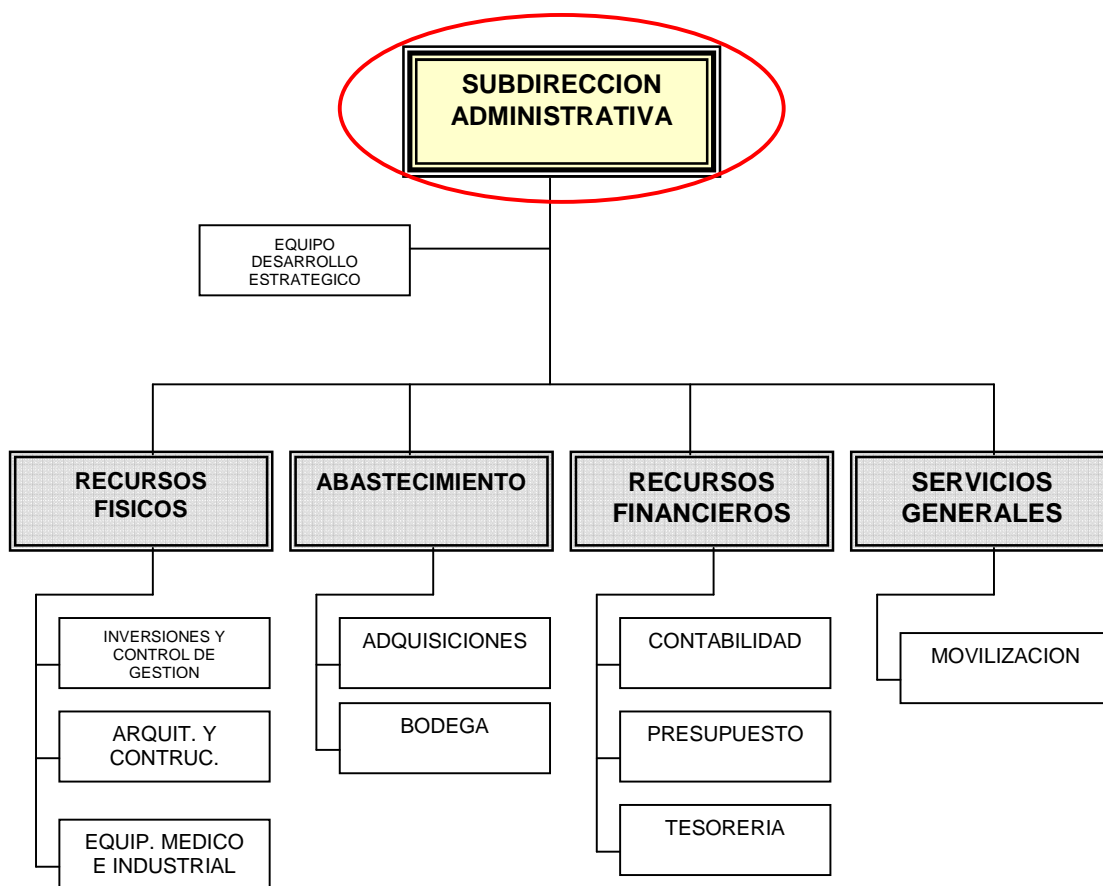 SUBDIRECCION
ADMINISTRATIVA
EQUIPO
DESARROLLO
ESTRATEGICO
RECURSOS
FISICOS
ABASTECIMIENTO
RECURSOS
FINANCIEROS
SERVICIOS
GENERALES
INVERSIONES Y
CONTROL DE
GESTION
ADQUISICIONES
CONTABILIDAD
MOVILIZACION
ARQUIT. Y
CONTRUC.
BODEGA
PRESUPUESTO
EQUIP. MEDICO
E INDUSTRIAL
TESORERIA